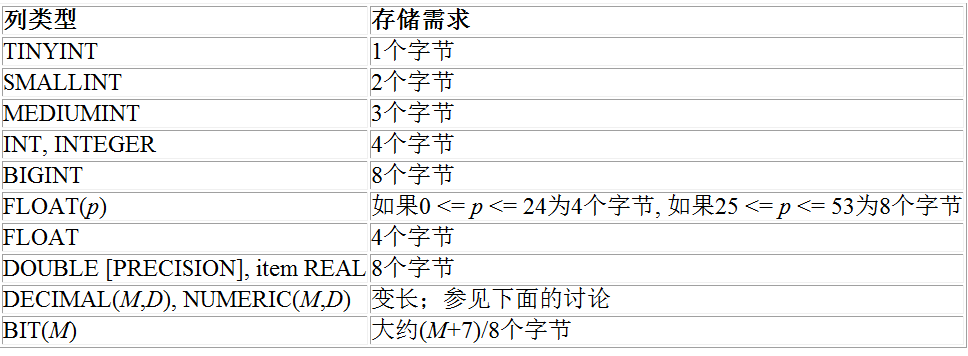 列类型 存储需求
TINYINT 1个字节
SMALLINT 2个字节
MEDIUMINT 3个字节
INT, INTEGER 4个字节
BIGINT 8个字节
FLOAT(p) 如果0 <= p <= 24为4个字节, 如果25 <= p <= 53为8个字节
FLOAT 4个字节
DOUBLE [PRECISION], item REAL 8个字节
DECIMAL(M,D), NUMERIC(M,D) 变长；参见下面的讨论
BIT(M) 大约(M+7)/8个字节